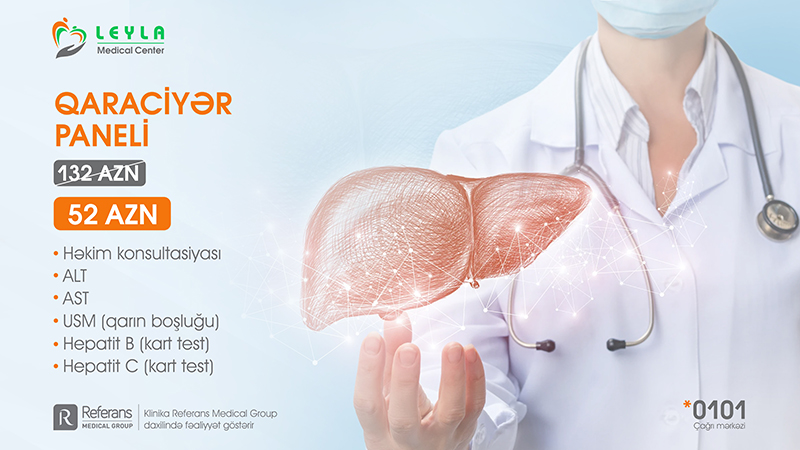 LEYLA
Medical Center
QARACİYƏR
PANELİ
132 AZN
52 AZN
• Həkim konsultasiyası
• ALT
• AST
• USM (qarın boşluğu)
• Hepatit B (kart test)
• Hepatit C (kart test)
R Referans
MEDICAL GROUP
Klinika Referans Medical Group
daxilində fəaliyyət göstərir
*0101
Çağrı mərkəzi